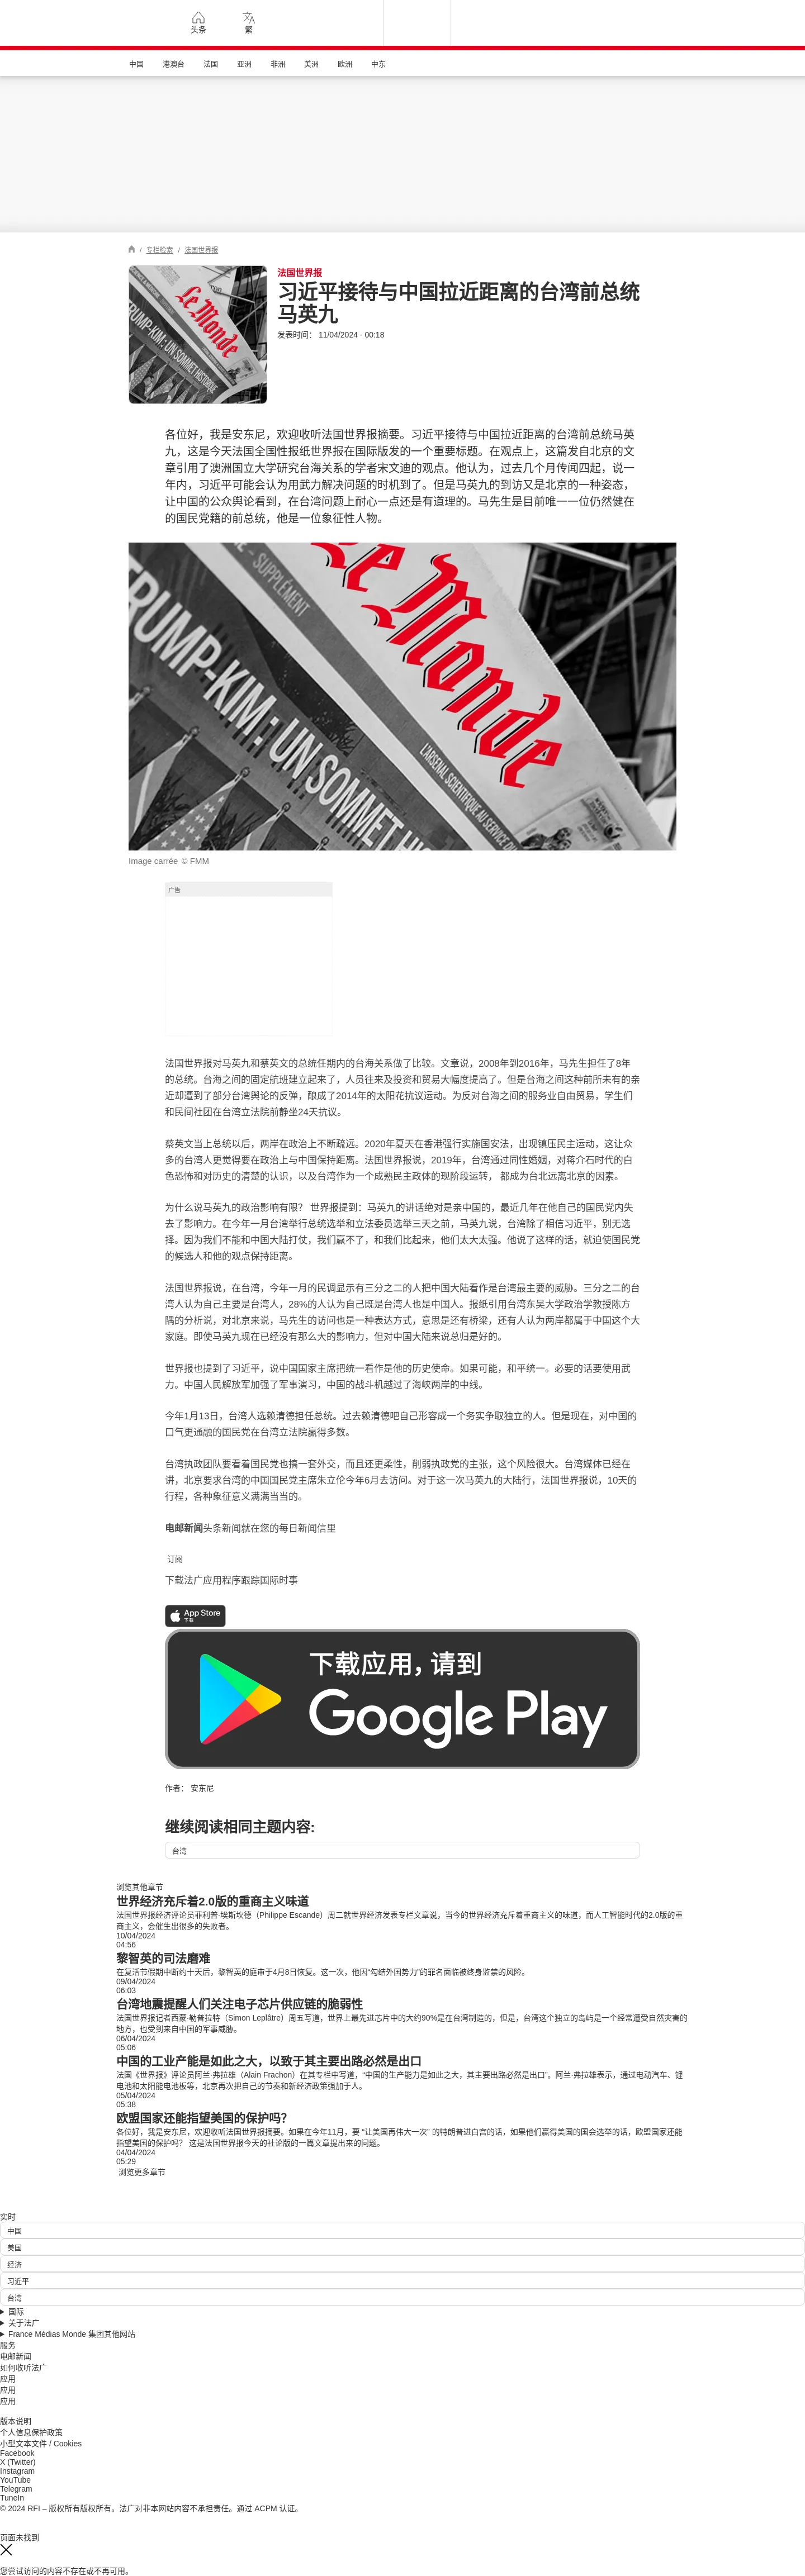 头条
繁
中国 港澳台 法国 亚洲 非洲 美洲 欧洲 中东
/ 专栏检索 / 法国世界报
法国世界报
习近平接待与中国拉近距离的台湾前总统
马英九
发表时间： 11/04/2024 - 00:18
Le Monde
TRUMP-KIM : UN SOMMET HISTORIQUE
各位好，我是安东尼，欢迎收听法国世界报摘要。习近平接待与中国拉近距离的台湾前总统马英
九，这是今天法国全国性报纸世界报在国际版发的一个重要标题。在观点上，这篇发自北京的文
章引用了澳洲国立大学研究台海关系的学者宋文迪的观点。他认为，过去几个月传闻四起，说一
年内，习近平可能会认为用武力解决问题的时机到了。但是马英九的到访又是北京的一种姿态，
让中国的公众舆论看到，在台湾问题上耐心一点还是有道理的。马先生是目前唯一一位仍然健在
的国民党籍的前总统，他是一位象征性人物。
SUPPLÉMENT
Le Monde
TRUMP-KIM : UN SOMMET
L'ARSENAL SCIENTIFIQUE AU SERVICE DU
Image carrée © FMM
广告
法国世界报对马英九和蔡英文的总统任期内的台海关系做了比较。文章说，2008年到2016年，马先生担任了8年
的总统。台海之间的固定航班建立起来了，人员往来及投资和贸易大幅度提高了。但是台海之间这种前所未有的亲
近却遭到了部分台湾舆论的反弹，酿成了2014年的太阳花抗议运动。为反对台海之间的服务业自由贸易，学生们
和民间社团在台湾立法院前静坐24天抗议。
蔡英文当上总统以后，两岸在政治上不断疏远。2020年夏天在香港强行实施国安法，出现镇压民主运动，这让众
多的台湾人更觉得要在政治上与中国保持距离。法国世界报说，2019年，台湾通过同性婚姻，对蒋介石时代的白
色恐怖和对历史的清楚的认识，以及台湾作为一个成熟民主政体的现阶段运转， 都成为台北远离北京的因素。
为什么说马英九的政治影响有限？ 世界报提到：马英九的讲话绝对是亲中国的，最近几年在他自己的国民党内失
去了影响力。在今年一月台湾举行总统选举和立法委员选举三天之前，马英九说，台湾除了相信习近平，别无选
择。因为我们不能和中国大陆打仗，我们赢不了，和我们比起来，他们太大太强。他说了这样的话，就迫使国民党
的候选人和他的观点保持距离。
法国世界报说，在台湾，今年一月的民调显示有三分之二的人把中国大陆看作是台湾最主要的威胁。三分之二的台
湾人认为自己主要是台湾人，28%的人认为自己既是台湾人也是中国人。报纸引用台湾东吴大学政治学教授陈方
隅的分析说，对北京来说，马先生的访问也是一种表达方式，意思是还有桥梁，还有人认为两岸都属于中国这个大
家庭。即使马英九现在已经没有那么大的影响力，但对中国大陆来说总归是好的。
世界报也提到了习近平，说中国国家主席把统一看作是他的历史使命。如果可能，和平统一。必要的话要使用武
力。中国人民解放军加强了军事演习，中国的战斗机越过了海峡两岸的中线。
今年1月13日，台湾人选赖清德担任总统。过去赖清德吧自己形容成一个务实争取独立的人。但是现在，对中国的
口气更通融的国民党在台湾立法院赢得多数。
台湾执政团队要看着国民党也搞一套外交，而且还更柔性，削弱执政党的主张，这个风险很大。台湾媒体已经在
讲，北京要求台湾的中国国民党主席朱立伦今年6月去访问。对于这一次马英九的大陆行，法国世界报说，10天的
行程，各种象征意义满满当当的。
电邮新闻头条新闻就在您的每日新闻信里
订阅
下载法广应用程序跟踪国际时事
App Store
下载
下载应用，请到
Google Play
作者： 安东尼
继续阅读相同主题内容:
台湾
浏览其他章节
世界经济充斥着2.0版的重商主义味道
法国世界报经济评论员菲利普·埃斯坎德（Philippe Escande）周二就世界经济发表专栏文章说，当今的世界经济充斥着重商主义的味道，而人工智能时代的2.0版的重
商主义，会催生出很多的失败者。
10/04/2024
04:56
黎智英的司法磨难
在复活节假期中断约十天后，黎智英的庭审于4月8日恢复。这一次，他因“勾结外国势力”的罪名面临被终身监禁的风险。
09/04/2024
06:03
台湾地震提醒人们关注电子芯片供应链的脆弱性
法国世界报记者西蒙·勒普拉特（Simon Leplâtre）周五写道，世界上最先进芯片中的大约90%是在台湾制造的，但是，台湾这个独立的岛屿是一个经常遭受自然灾害的
地方，也受到来自中国的军事威胁。
06/04/2024
05:06
中国的工业产能是如此之大，以致于其主要出路必然是出口
法国《世界报》评论员阿兰·弗拉雄（Alain Frachon）在其专栏中写道，“中国的生产能力是如此之大，其主要出路必然是出口”。阿兰·弗拉雄表示，通过电动汽车、锂
电池和太阳能电池板等，北京再次把自己的节奏和新经济政策强加于人。
05/04/2024
05:38
欧盟国家还能指望美国的保护吗？
各位好，我是安东尼，欢迎收听法国世界报摘要。如果在今年11月，要 “让美国再伟大一次” 的特朗普进白宫的话，如果他们赢得美国的国会选举的话，欧盟国家还能
指望美国的保护吗？ 这是法国世界报今天的社论版的一篇文章提出来的问题。
04/04/2024
05:29
浏览更多章节
实时
中国
美国
经济
习近平
台湾
国际
关于法广
France Médias Monde 集团其他网站
服务
电邮新闻
如何收听法广
应用
应用
应用
版本说明
个人信息保护政策
小型文本文件 / Cookies
Facebook
X (Twitter)
Instagram
YouTube
Telegram
TuneIn
© 2024 RFI – 版权所有版权所有。法广对非本网站内容不承担责任。通过 ACPM 认证。
页面未找到
您尝试访问的内容不存在或不再可用。